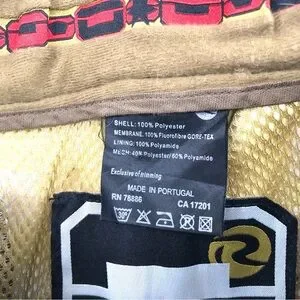 SHELL: 100% Polyester
MEMBRANE: 100% Fluorofibre GORE-TEX
LINING: 100% Polyamide
MESH: 40% Polyester/60% Polyamide
Exclusive of trimming
MADE IN PORTUGAL
RN 78886 CA 17201
30°